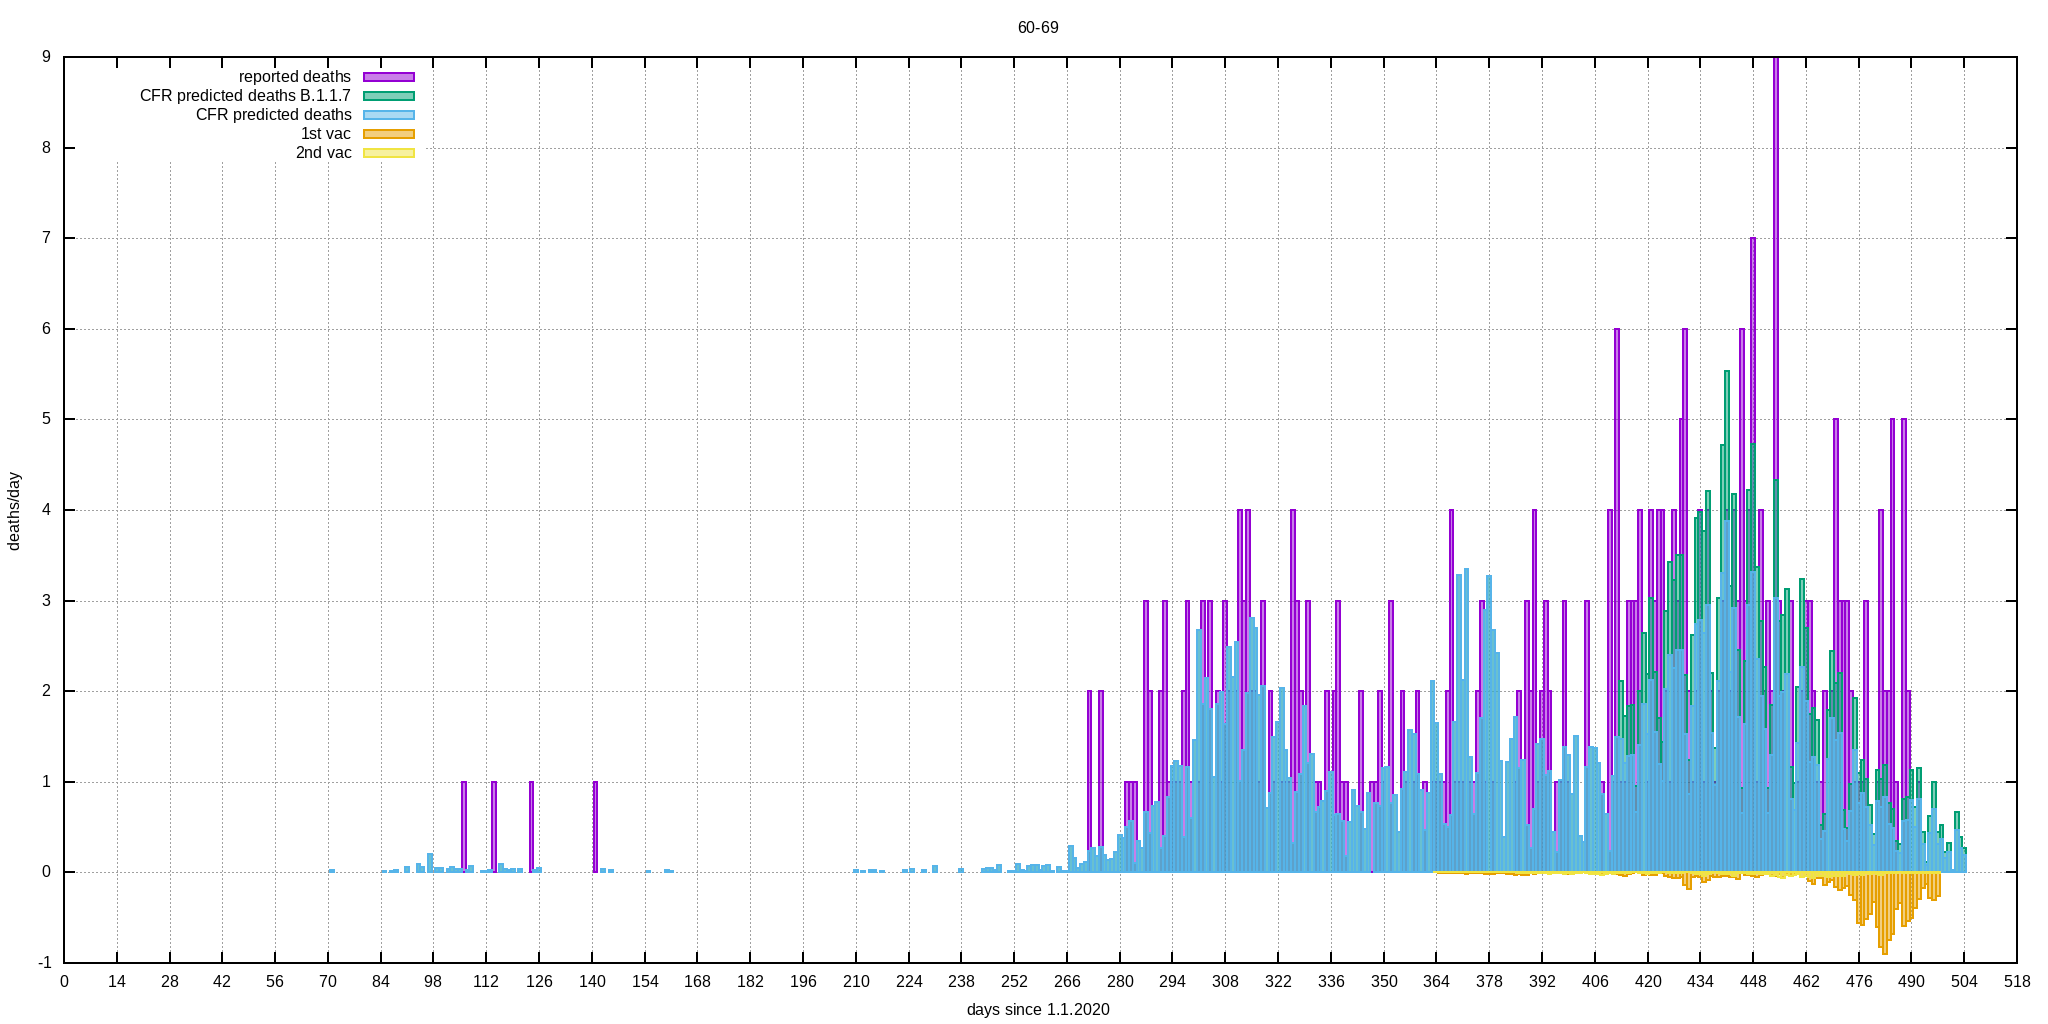 60-69
reported deaths
CFR predicted deaths B.1.1.7
CFR predicted deaths
1st vac
2nd vac
9
8
7
6
5
4
3
2
1
0
-1
deaths/day
0 14 28 42 56 70 84 98 112 126 140 154 168 182 196 210 224 238 252 266 280 294 308 322 336 350 364 378 392 406 420 434 448 462 476 490 504 518
days since 1.1.2020